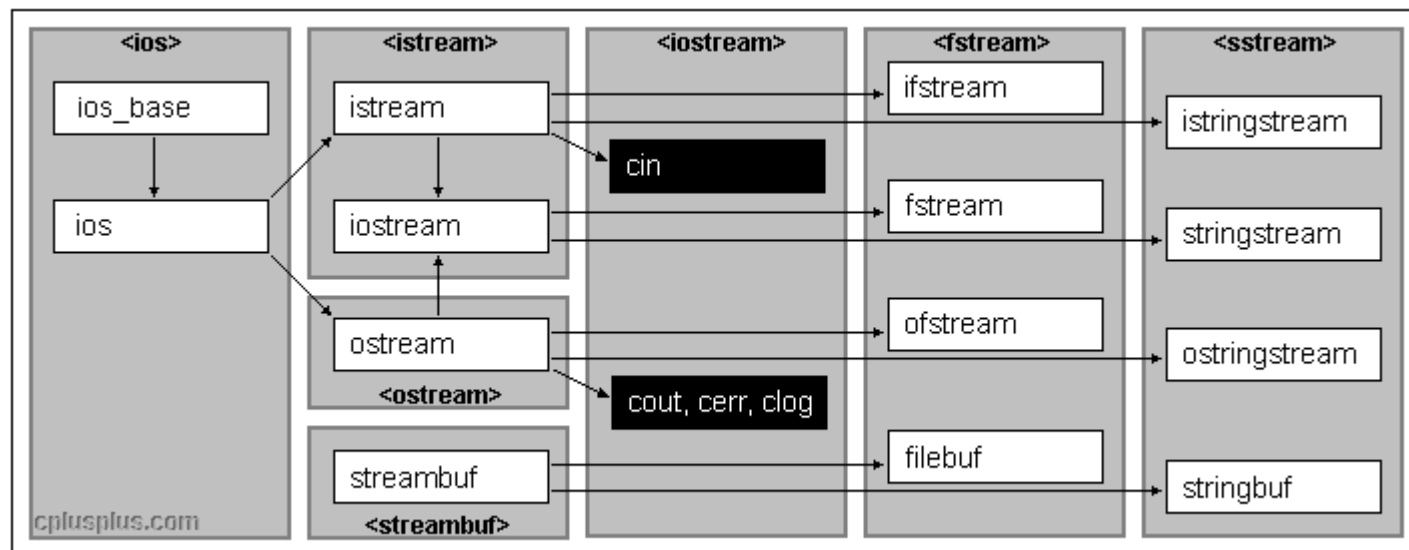 <ios>
ios_base
ios
<istream>
istream
iostream
ostream
<ostream>
streambuf
<streambuf>
<iostream>
cin
cout, cerr, clog
<fstream>
ifstream
fstream
ofstream
filebuf
<sstream>
istringstream
stringstream
ostringstream
stringbuf
cplusplus.com